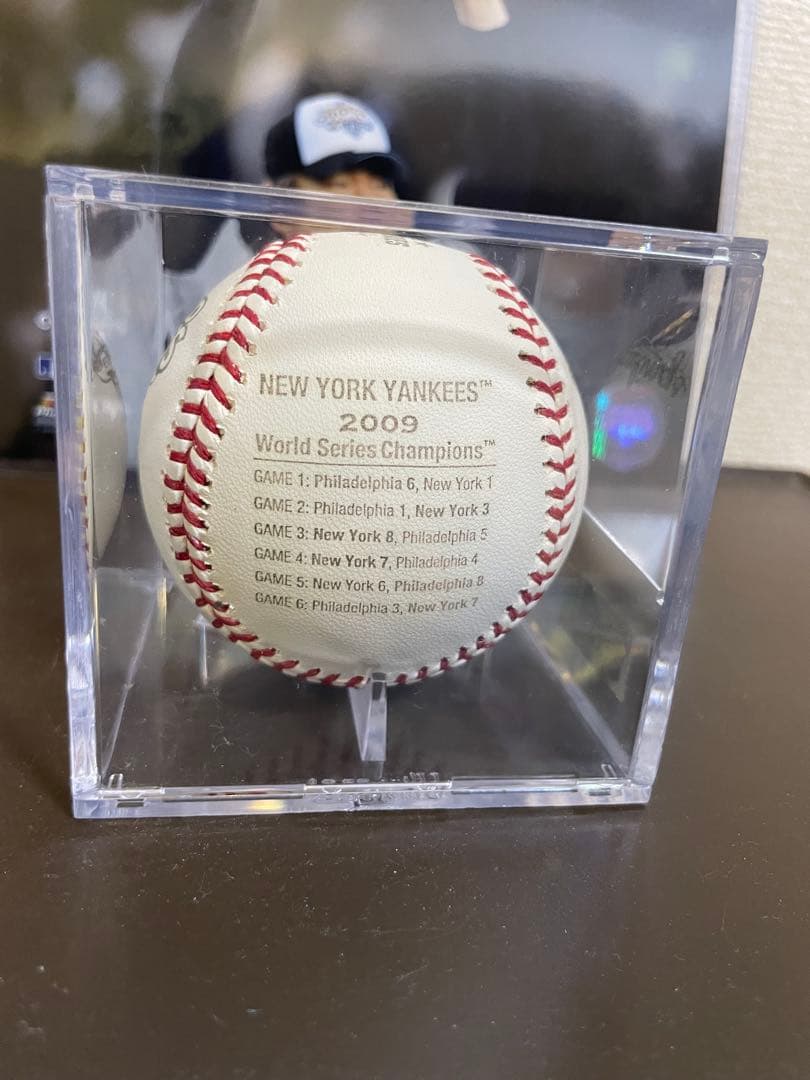 NEW YORK YANKEES™
2009
World Series Champions™
GAME 1: Philadelphia 6, New York 1
GAME 2: Philadelphia 1, New York 3
GAME 3: New York 8, Philadelphia 5
GAME 4: New York 7, Philadelphia 4
GAME 5: New York 6, Philadelphia 8
GAME 6: Philadelphia 3, New York 7